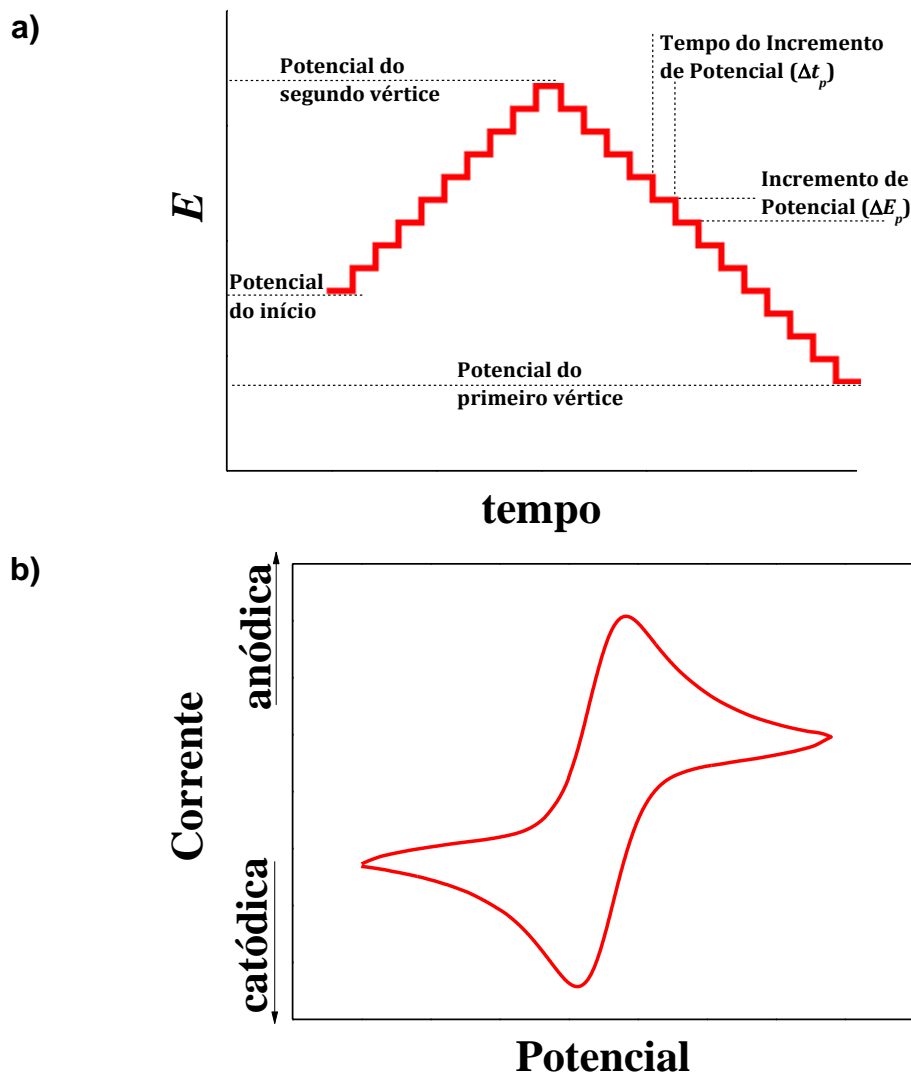 a)
Potencial do
segundo vértice
Tempo do Incremento
de Potencial (Δtp)
Incremento de
Potencial (ΔEp)
E
Potencial
do início
Potencial do
primeiro vértice
tempo
b)
anódica
Corrente
catódica
Potencial